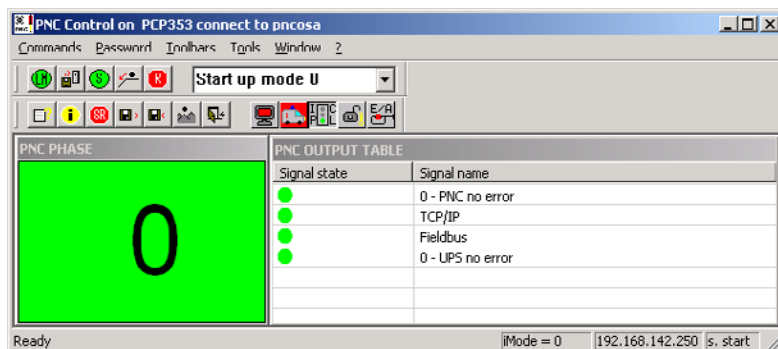 PNC Control on PCP353 connect to pncosa
Commands Password Toolbars Tools Window ?
LM S R Start up mode U
i SR I C P L E/A
PNC PHASE
PNC OUTPUT TABLE
Signal state Signal name
0 - PNC no error
TCP/IP
Fieldbus
0 - UPS no error
0
Ready iMode = 0 192.168.142.250 s. start